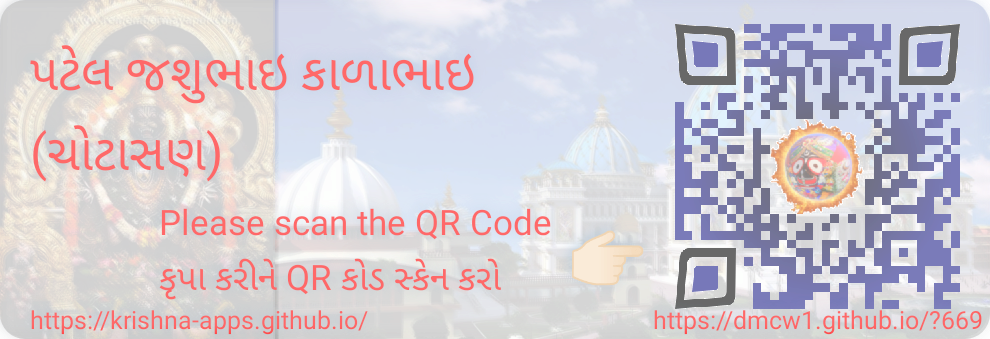 પટેલ જશુભાઇ કાળાભાઇ
(ચોટાસણ)
Please scan the QR Code
કૃપા કરીને QR કોડ સ્કેન કરો
https://krishna-apps.github.io/
https://dmcw1.github.io/?669